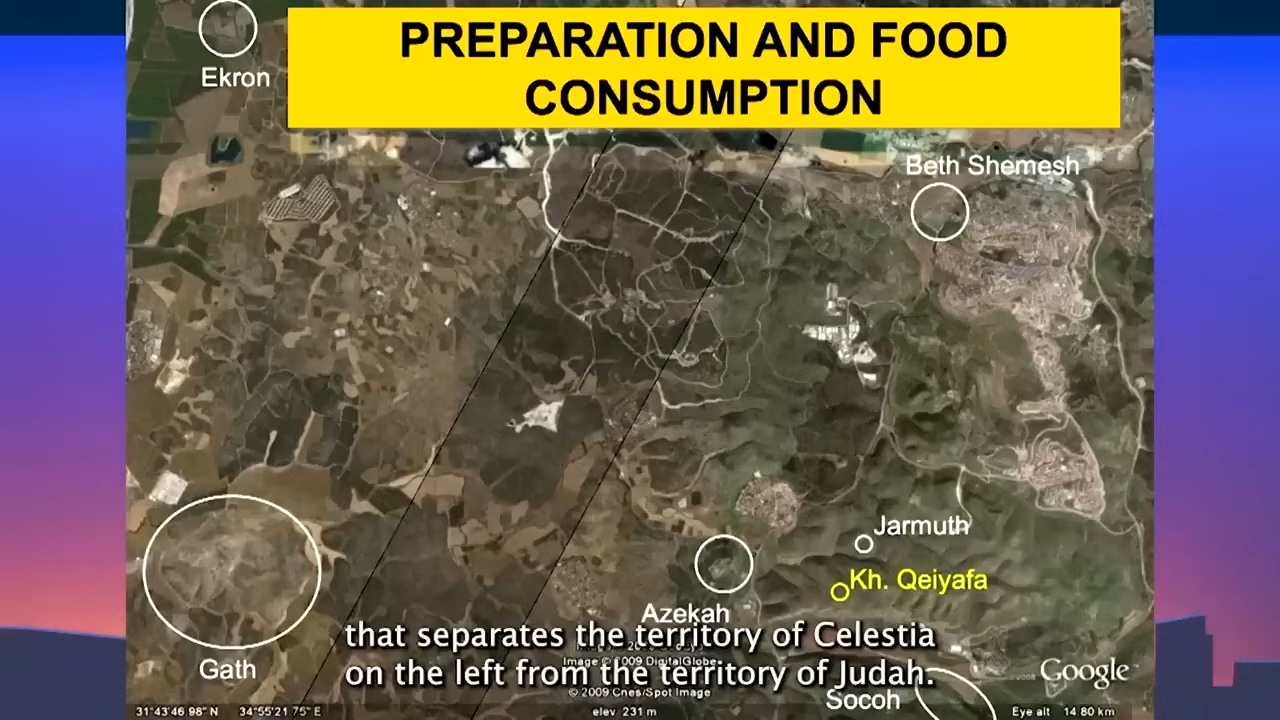 PREPARATION AND FOOD
CONSUMPTION
Ekron
Beth Shemesh
Jarmuth
Kh. Qeiyafa
Azekah
that separates the territory of Celestia
on the left from the territory of Judah.
Gath
Image © 2009 DigitalGlobe
© 2009 Cnes/Spot Image
Socoh
Google
31°43'46.98" N 34°55'21.75" E
elev 231 m
Eye alt 14.80 km